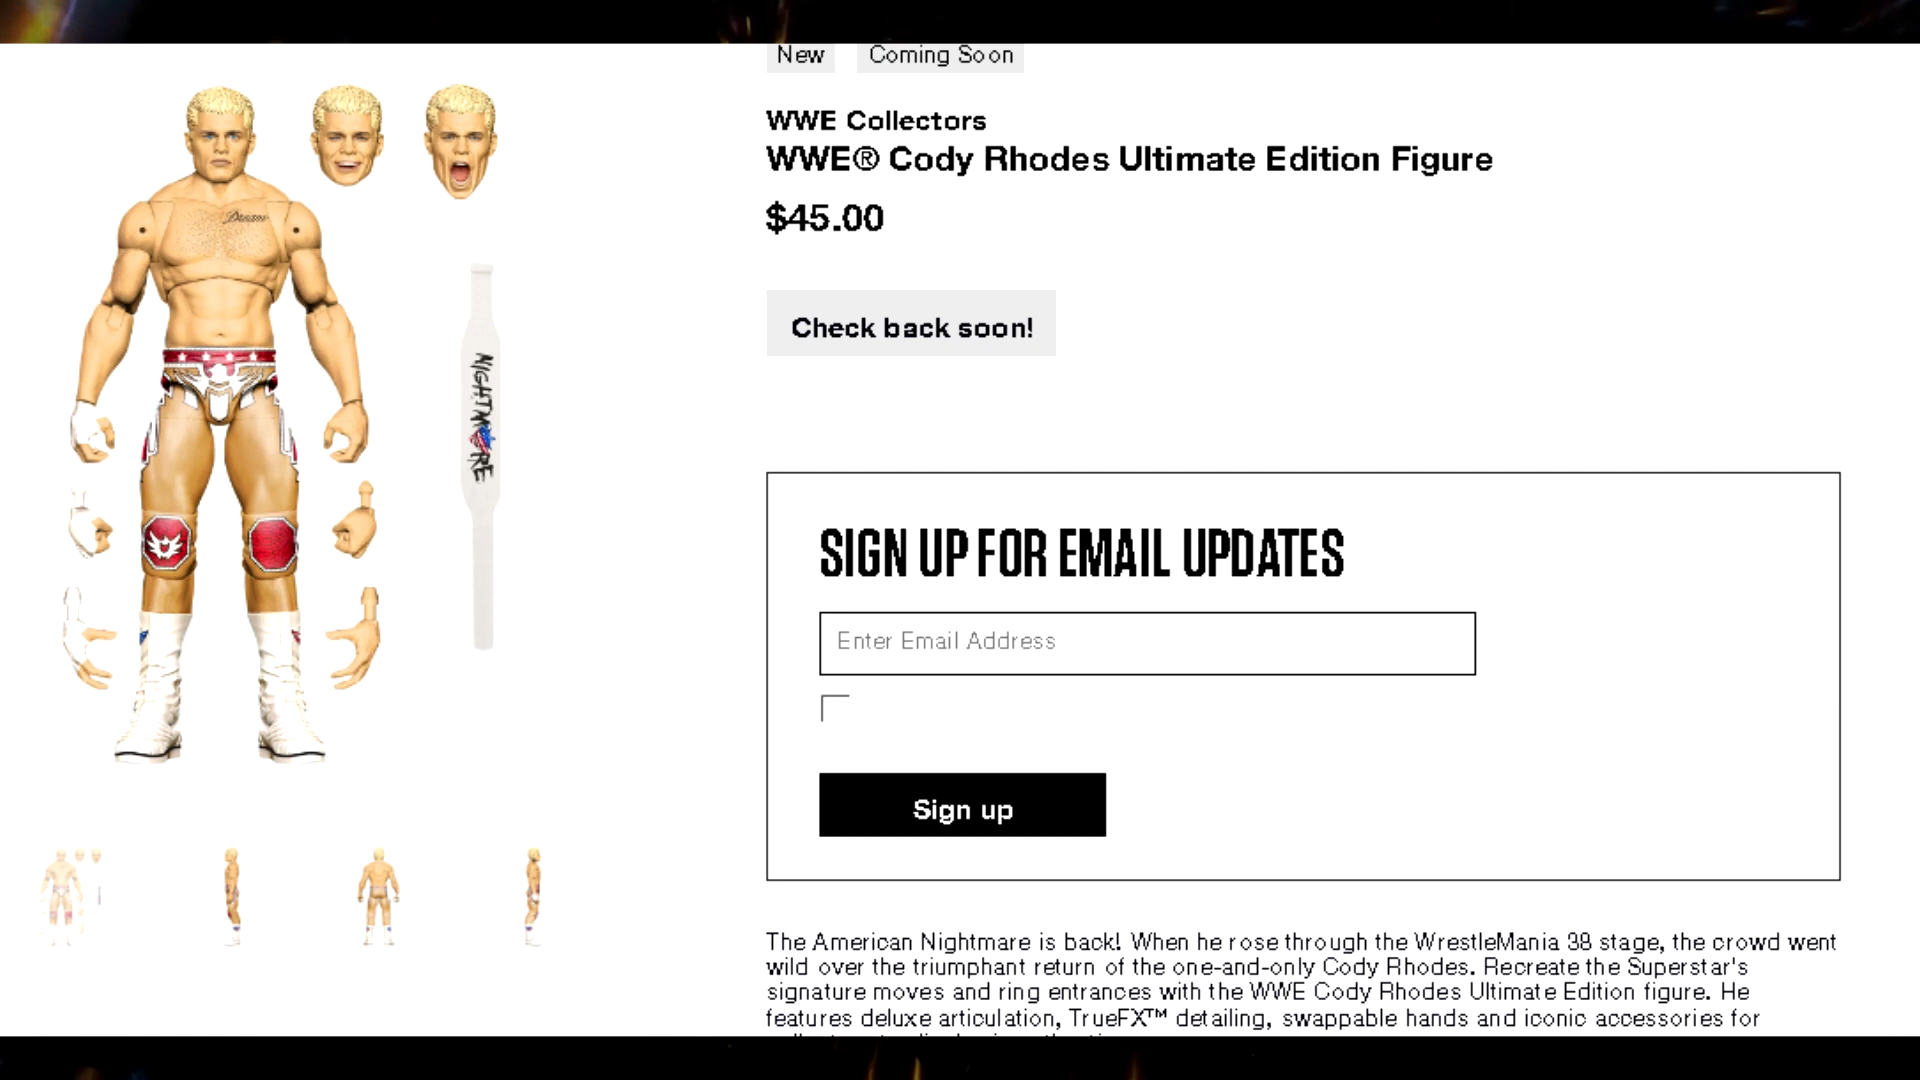 New Coming Soon
WWE Collectors
WWE® Cody Rhodes Ultimate Edition Figure
$45.00
Check back soon!
SIGN UP FOR EMAIL UPDATES
Enter Email Address
Sign up
The American Nightmare is back! When he rose through the WrestleMania 38 stage, the crowd went
wild over the triumphant return of the one-and-only Cody Rhodes. Recreate the Superstar's
signature moves and ring entrances with the WWE Cody Rhodes Ultimate Edition figure. He
features deluxe articulation, TrueFX™ detailing, swappable hands and iconic accessories for
Dream
NIGHTMARE